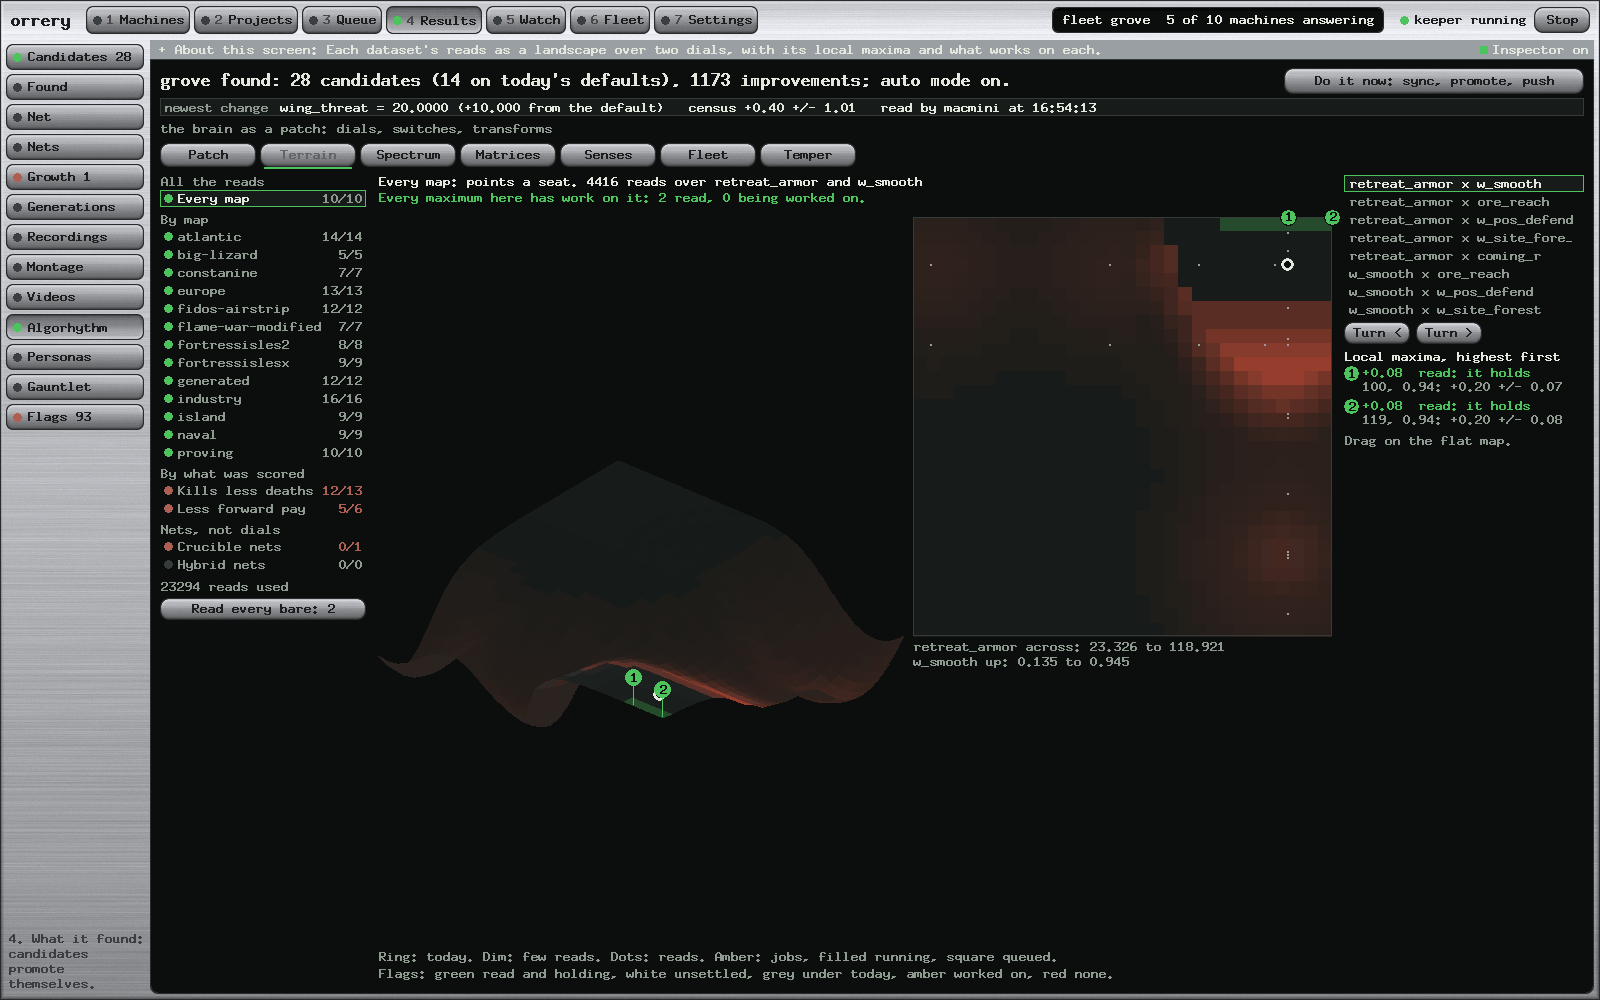 orrery
1 Machines
2 Projects
3 Queue
4 Results
5 Watch
6 Fleet
7 Settings
fleet grove 5 of 10 machines answering
keeper running
Stop
Candidates 28
Found
Net
Nets
Growth 1
Generations
Recordings
Montage
Videos
Algorhythm
Personas
Gauntlet
Flags 93
4. What it found:
candidates
promote
themselves.
+ About this screen: Each dataset's reads as a landscape over two dials, with its local maxima and what works on each.
Inspector on
grove found: 28 candidates (14 on today's defaults), 1173 improvements; auto mode on.
Do it now: sync, promote, push
newest change wing_threat = 20.0000 (+10.000 from the default) census +0.40 +/- 1.01 read by macmini at 16:54:13
the brain as a patch: dials, switches, transforms
Patch
Terrain
Spectrum
Matrices
Senses
Fleet
Temper
All the reads
Every map 10/10
By map
atlantic 14/14
big-lizard 5/5
constanine 7/7
europe 13/13
fidos-airstrip 12/12
flame-war-modified 7/7
fortressisles2 8/8
fortressislesx 9/9
generated 12/12
industry 16/16
island 9/9
naval 9/9
proving 10/10
By what was scored
Kills less deaths 12/13
Less forward pay 5/6
Nets, not dials
Crucible nets 0/1
Hybrid nets 0/0
23294 reads used
Read every bare: 2
Every map: points a seat. 4416 reads over retreat_armor and w_smooth
Every maximum here has work on it: 2 read, 0 being worked on.
1
2
1
2
retreat_armor across: 23.326 to 118.921
w_smooth up: 0.135 to 0.945
retreat_armor x w_smooth
retreat_armor x ore_reach
retreat_armor x w_pos_defend
retreat_armor x w_site_fore_
retreat_armor x coming_r
w_smooth x ore_reach
w_smooth x w_pos_defend
w_smooth x w_site_forest
Turn <
Turn >
Local maxima, highest first
1 +0.08 read: it holds
100, 0.94: +0.20 +/- 0.07
2 +0.08 read: it holds
119, 0.94: +0.20 +/- 0.08
Drag on the flat map.
Ring: today. Dim: few reads. Dots: reads. Amber: jobs, filled running, square queued.
Flags: green read and holding, white unsettled, grey under today, amber worked on, red none.